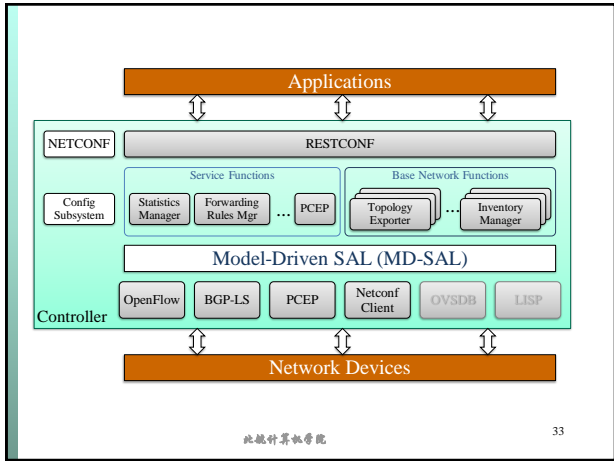 Applications
NETCONF
RESTCONF
Service Functions
Base Network Functions
Config
Subsystem
Statistics
Manager
Forwarding
Rules Mgr
...
PCEP
Topology
Exporter
...
Inventory
Manager
Model-Driven SAL (MD-SAL)
OpenFlow
BGP-LS
PCEP
Netconf
Client
OVSDB
LISP
Controller
Network Devices
北航计算机学院
33